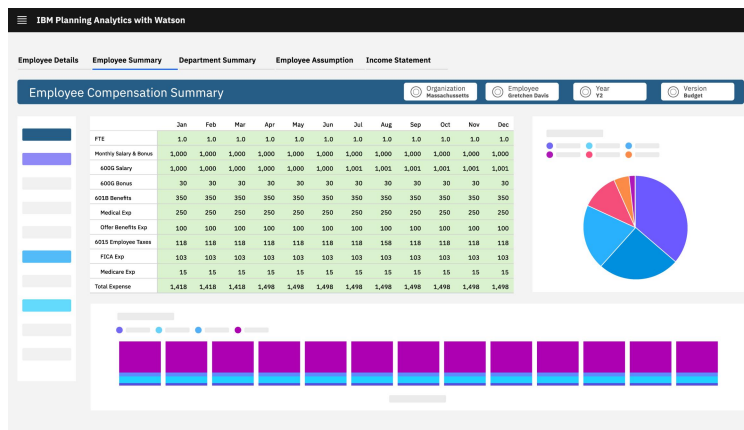 IBM Planning Analytics with Watson
Employee Details Employee Summary Department Summary Employee Assumption Income Statement
Employee Compensation Summary
Organization
Massachussetts
Employee
Gretchen Davis
Year
Y2
Version
Budget
Jan Feb Mar Apr May Jun Jul Aug Sep Oct Nov Dec
FTE 1.0 1.0 1.0 1.0 1.0 1.0 1.0 1.0 1.0 1.0 1.0 1.0
Monthly Salary & Bonus 1,000 1,000 1,000 1,000 1,000 1,000 1,000 1,000 1,000 1,000 1,000 1,000
600G Salary 1,000 1,000 1,000 1,000 1,000 1,000 1,001 1,001 1,001 1,001 1,001 1,001
600G Bonus 30 30 30 30 30 30 30 30 30 30 30 30
601B Benefits 350 350 350 350 350 350 350 350 350 350 350 350
Medical Exp 250 250 250 250 250 250 250 250 250 250 250 250
Offer Benefits Exp 100 100 100 100 100 100 100 100 100 100 100 100
6015 Employee Taxes 118 118 118 118 118 118 118 158 118 118 118 118
FICA Exp 103 103 103 103 103 103 103 103 103 103 103 103
Medicare Exp 15 15 15 15 15 15 15 15 15 15 15 15
Total Expense 1,418 1,418 1,418 1,498 1,498 1,498 1,498 1,498 1,498 1,498 1,498 1,498